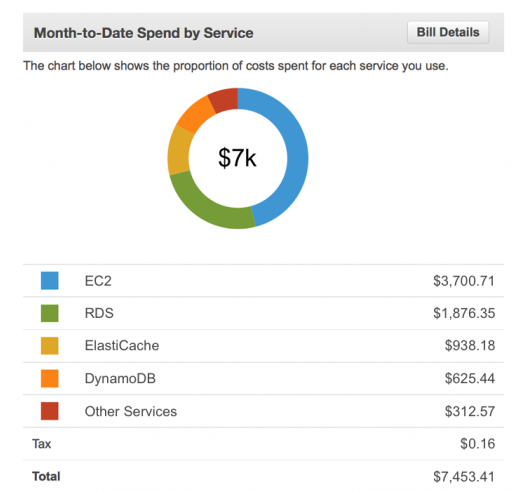 Month-to-Date Spend by Service
Bill Details
The chart below shows the proportion of costs spent for each service you use.
$7k
EC2 $3,700.71
RDS $1,876.35
ElastiCache $938.18
DynamoDB $625.44
Other Services $312.57
Tax $0.16
Total $7,453.41